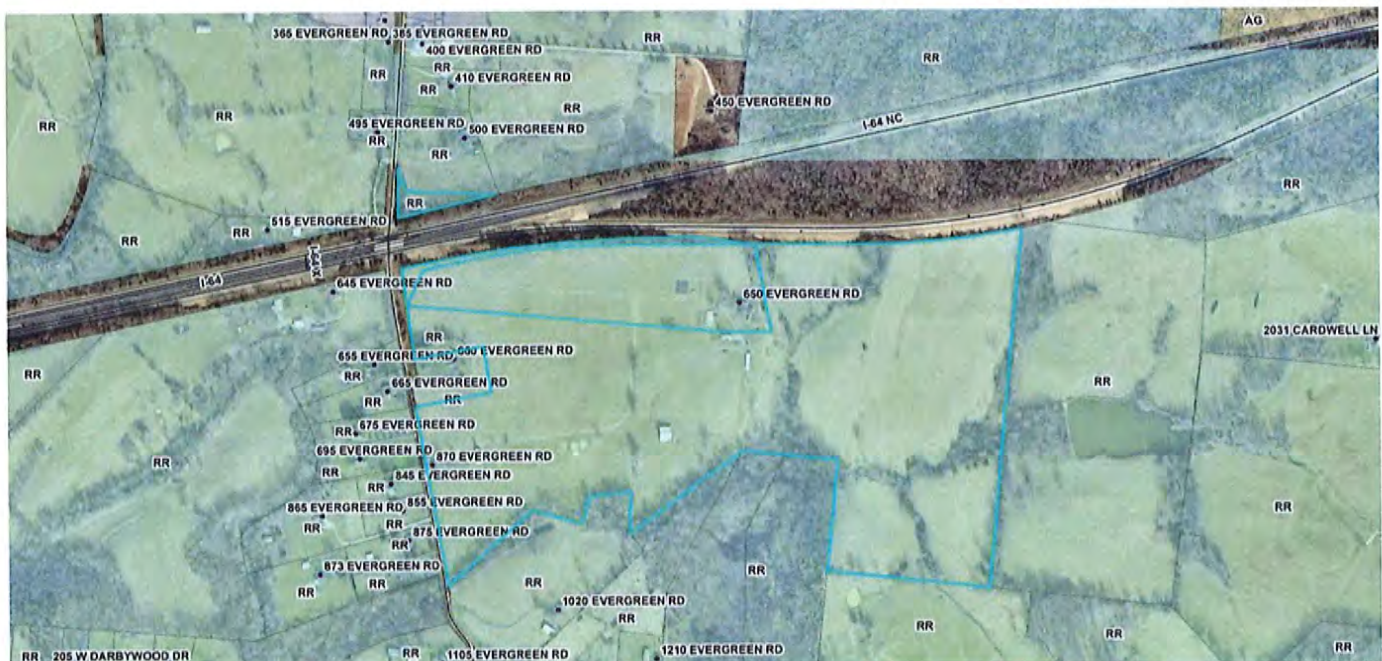 AG
365 EVERGREEN RD
385 EVERGREEN RD
RR
400 EVERGREEN RD
RR
RR
RR
410 EVERGREEN RD
RR
450 EVERGREEN RD
RR
RR
RR
495 EVERGREEN RD
500 EVERGREEN RD
I-64 NC
RR
RR
RR
RR
515 EVERGREEN RD
RR
RR
I-64
645 EVERGREEN RD
650 EVERGREEN RD
2031 CARDWELL LN
RR
655 EVERGREEN RD
EVERGREEN RD
RR
RR
RR
665 EVERGREEN RD
RR
RR
675 EVERGREEN RD
RR
695 EVERGREEN RD
870 EVERGREEN RD
RR
RR
845 EVERGREEN RD
RR
865 EVERGREEN RD
855 EVERGREEN RD
RR
RR
RR
875 EVERGREEN RD
RR
873 EVERGREEN RD
RR
RR
RR
RR
1020 EVERGREEN RD
RR
RR
RR
RR
205 W DARBYWOOD DR
RR
1105 EVERGREEN RD
1210 EVERGREEN RD
RR